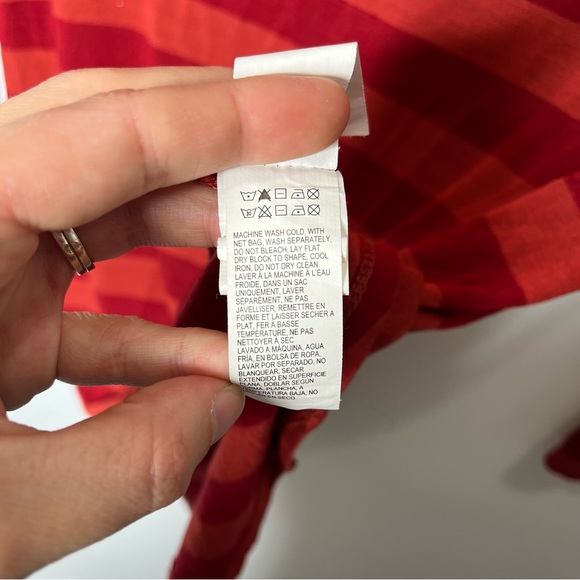 MACHINE WASH COLD, WITH
NET BAG, WASH SEPARATELY,
DO NOT BLEACH, LAY FLAT
DRY BLOCK TO SHAPE, COOL
IRON, DO NOT DRY CLEAN
LAVER À LA MACHINE À L'EAU
FROIDE, DANS UN SAC
UNIQUEMENT, LAVER
SÉPARÉMENT, NE PAS
JAVELLISER, REMETTRE EN
FORME ET LAISSER SÉCHER À
PLAT, FER A BASSE
TEMPÉRATURE, NE PAS
NETTOYER À SEC
LAVADO A MÁQUINA, AGUA
FRÍA, EN BOLSA DE ROPA,
LAVAR POR SEPARADO, NO
BLANQUEAR, SECAR
EXTENDIDO EN SUPERFICIE
PLANA, DOBLAR SEGUN
FORMA, PLANCHA, A
TEMPERATURA BAJA, NO
EN SECO